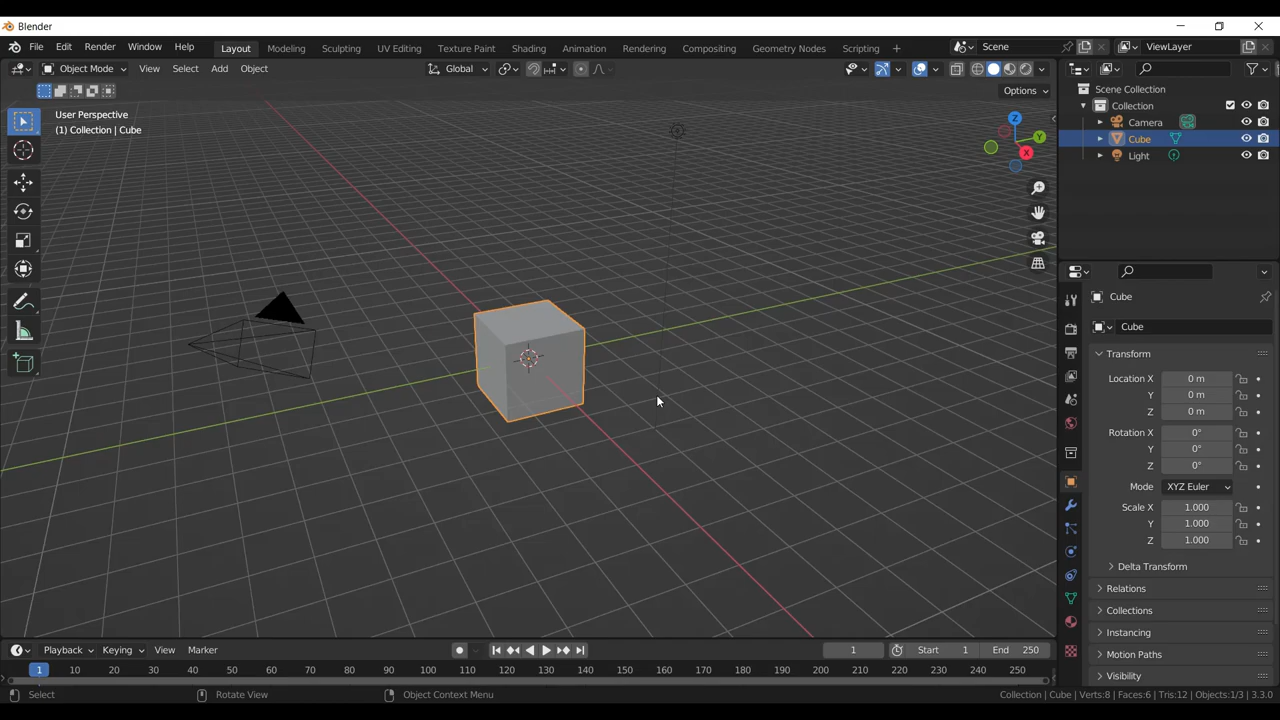 Blender
File Edit Render Window Help Layout Modeling Sculpting UV Editing Texture Paint Shading Animation Rendering Compositing Geometry Nodes Scripting + Scene ViewLayer
Object Mode View Select Add Object Global
Options
User Perspective
(1) Collection | Cube
Z
Y
X
Scene Collection
Collection
Camera
Cube
Light
Cube
Cube
Transform
Location X 0 m
Y 0 m
Z 0 m
Rotation X 0°
Y 0°
Z 0°
Mode XYZ Euler
Scale X 1.000
Y 1.000
Z 1.000
Delta Transform
Relations
Collections
Instancing
Motion Paths
Visibility
Playback Keying View Marker 1 Start 1 End 250
1 10 20 30 40 50 60 70 80 90 100 110 120 130 140 150 160 170 180 190 200 210 220 230 240 250
Select Rotate View Object Context Menu Collection | Cube | Verts:8 | Faces:6 | Tris:12 | Objects:1/3 | 3.3.0